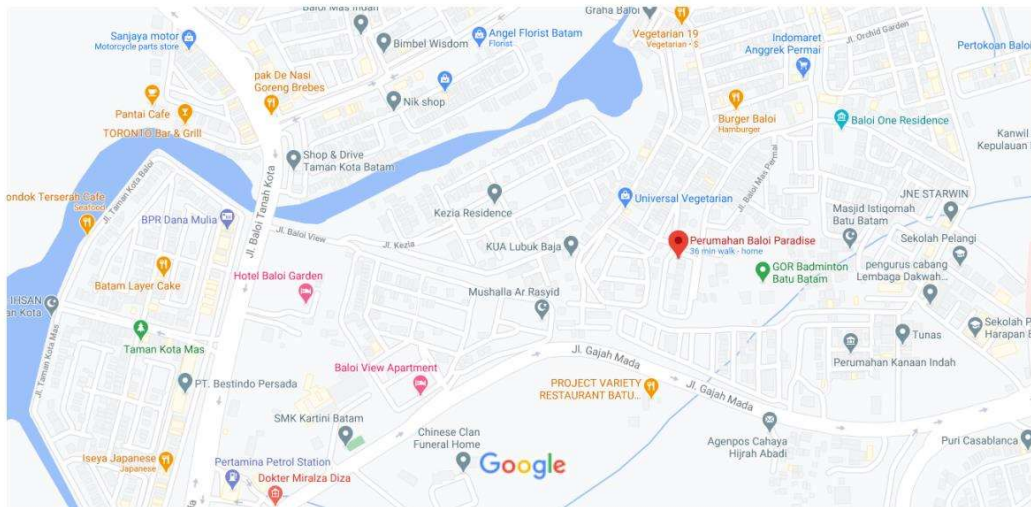 Baloi Mas Indah
Graha Baloi
Sanjaya motor
Motorcycle parts store
Bimbel Wisdom
Angel Florist Batam
Florist
Vegetarian 19
Vegetarian • $
Indomaret
Anggrek Permai
Jl. Orchid Garden
Pertokoan Baloi
pak De Nasi
Goreng Brebes
Nik shop
Pantai Cafe
TORONTO Bar & Grill
Burger Baloi
Hamburger
Baloi One Residence
Kanwil
Kepulauan
Shop & Drive
Taman Kota Batam
Jl. Taman Kota Baloi
Jl. Baloi Tanah Kota
Jl. Baloi Mas Permai
ondok Terserah Cafe
Seafood
BPR Dana Mulia
Kezia Residence
Universal Vegetarian
JNE STARWIN
Masjid Istiqomah
Batu Batam
Jl. Baloi View
Jl. Kezia
KUA Lubuk Baja
Perumahan Baloi Paradise
36 min walk - home
Sekolah Pelangi
Batam Layer Cake
Hotel Baloi Garden
GOR Badminton
Batu Batam
pengurus cabang
Lembaga Dakwah...
IHSAN
an Kota
Mushalla Ar Rasyid
Jl. Taman Kota Mas
Taman Kota Mas
Tunas
Sekolah P
Harapan
Jl. Gajah Mada
Perumahan Kanaan Indah
Baloi View Apartment
PT. Bestindo Persada
PROJECT VARIETY
RESTAURANT BATU...
Jl. Gajah Mada
SMK Kartini Batam
Chinese Clan
Funeral Home
Agenpos Cahaya
Hijrah Abadi
Puri Casablanca
Iseya Japanese
Japanese
Pertamina Petrol Station
Dokter Miralza Diza
Google